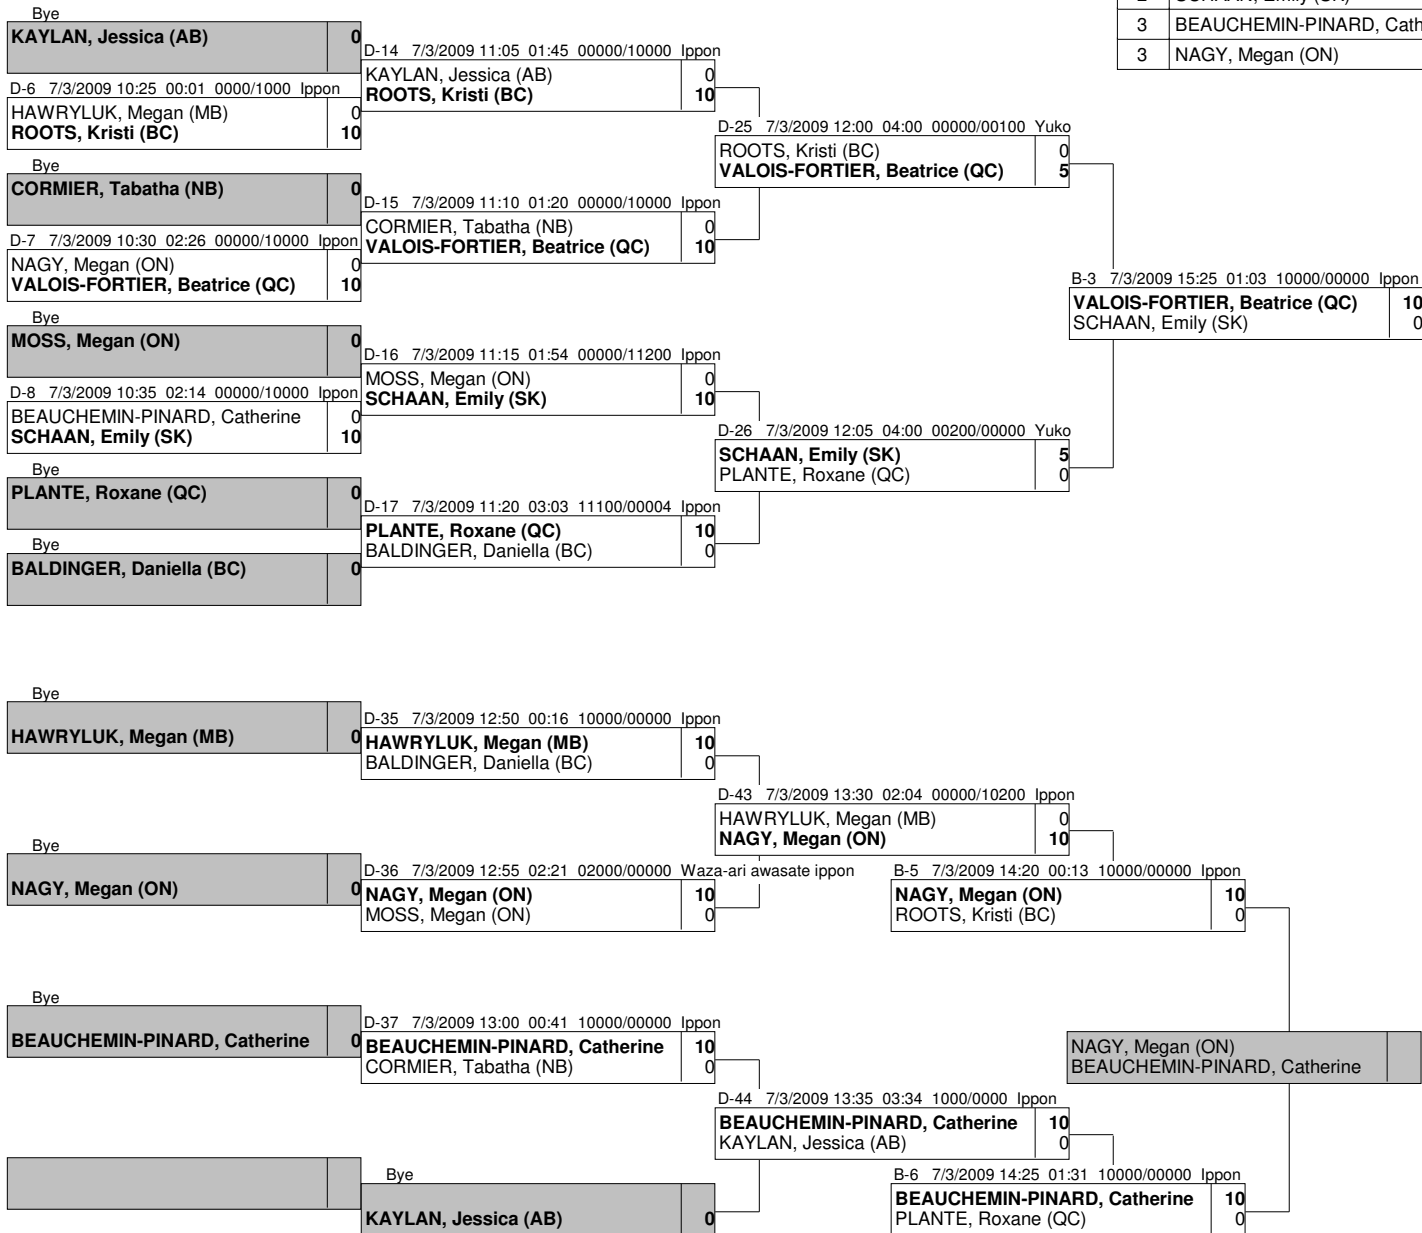 Bye
KAYLAN, Jessica (AB) 0
D-6 7/3/2009 10:25 00:01 0000/1000 Ippon
HAWRYLUK, Megan (MB) 0
ROOTS, Kristi (BC) 10
Bye
CORMIER, Tabatha (NB) 0
D-7 7/3/2009 10:30 02:26 00000/10000 Ippon
NAGY, Megan (ON) 0
VALOIS-FORTIER, Beatrice (QC) 10
Bye
MOSS, Megan (ON) 0
D-8 7/3/2009 10:35 02:14 00000/10000 Ippon
BEAUCHEMIN-PINARD, Catherine 0
SCHAAN, Emily (SK) 10
Bye
PLANTE, Roxane (QC) 0
Bye
BALDINGER, Daniella (BC) 0
D-14 7/3/2009 11:05 01:45 00000/10000 Ippon
KAYLAN, Jessica (AB) 0
ROOTS, Kristi (BC) 10
D-15 7/3/2009 11:10 01:20 00000/10000 Ippon
CORMIER, Tabatha (NB) 0
VALOIS-FORTIER, Beatrice (QC) 10
D-16 7/3/2009 11:15 01:54 00000/11200 Ippon
MOSS, Megan (ON) 0
SCHAAN, Emily (SK) 10
D-17 7/3/2009 11:20 03:03 11100/00004 Ippon
PLANTE, Roxane (QC) 10
BALDINGER, Daniella (BC) 0
D-25 7/3/2009 12:00 04:00 00000/00100 Yuko
ROOTS, Kristi (BC) 0
VALOIS-FORTIER, Beatrice (QC) 5
D-26 7/3/2009 12:05 04:00 00200/00000 Yuko
SCHAAN, Emily (SK) 5
PLANTE, Roxane (QC) 0
3 BEAUCHEMIN-PINARD, Cath
3 NAGY, Megan (ON)
B-3 7/3/2009 15:25 01:03 10000/00000 Ippon
VALOIS-FORTIER, Beatrice (QC) 10
SCHAAN, Emily (SK) 0
Bye
HAWRYLUK, Megan (MB) 0
Bye
NAGY, Megan (ON) 0
Bye
BEAUCHEMIN-PINARD, Catherine 0
D-35 7/3/2009 12:50 00:16 10000/00000 Ippon
HAWRYLUK, Megan (MB) 10
BALDINGER, Daniella (BC) 0
D-36 7/3/2009 12:55 02:21 02000/00000 Waza-ari awasate ippon
NAGY, Megan (ON) 10
MOSS, Megan (ON) 0
D-37 7/3/2009 13:00 00:41 10000/00000 Ippon
BEAUCHEMIN-PINARD, Catherine 10
CORMIER, Tabatha (NB) 0
Bye
KAYLAN, Jessica (AB) 0
D-43 7/3/2009 13:30 02:04 00000/10200 Ippon
HAWRYLUK, Megan (MB) 0
NAGY, Megan (ON) 10
D-44 7/3/2009 13:35 03:34 1000/0000 Ippon
BEAUCHEMIN-PINARD, Catherine 10
KAYLAN, Jessica (AB) 0
B-5 7/3/2009 14:20 00:13 10000/00000 Ippon
NAGY, Megan (ON) 10
ROOTS, Kristi (BC) 0
B-6 7/3/2009 14:25 01:31 10000/00000 Ippon
BEAUCHEMIN-PINARD, Catherine 10
PLANTE, Roxane (QC) 0
NAGY, Megan (ON)
BEAUCHEMIN-PINARD, Catherine